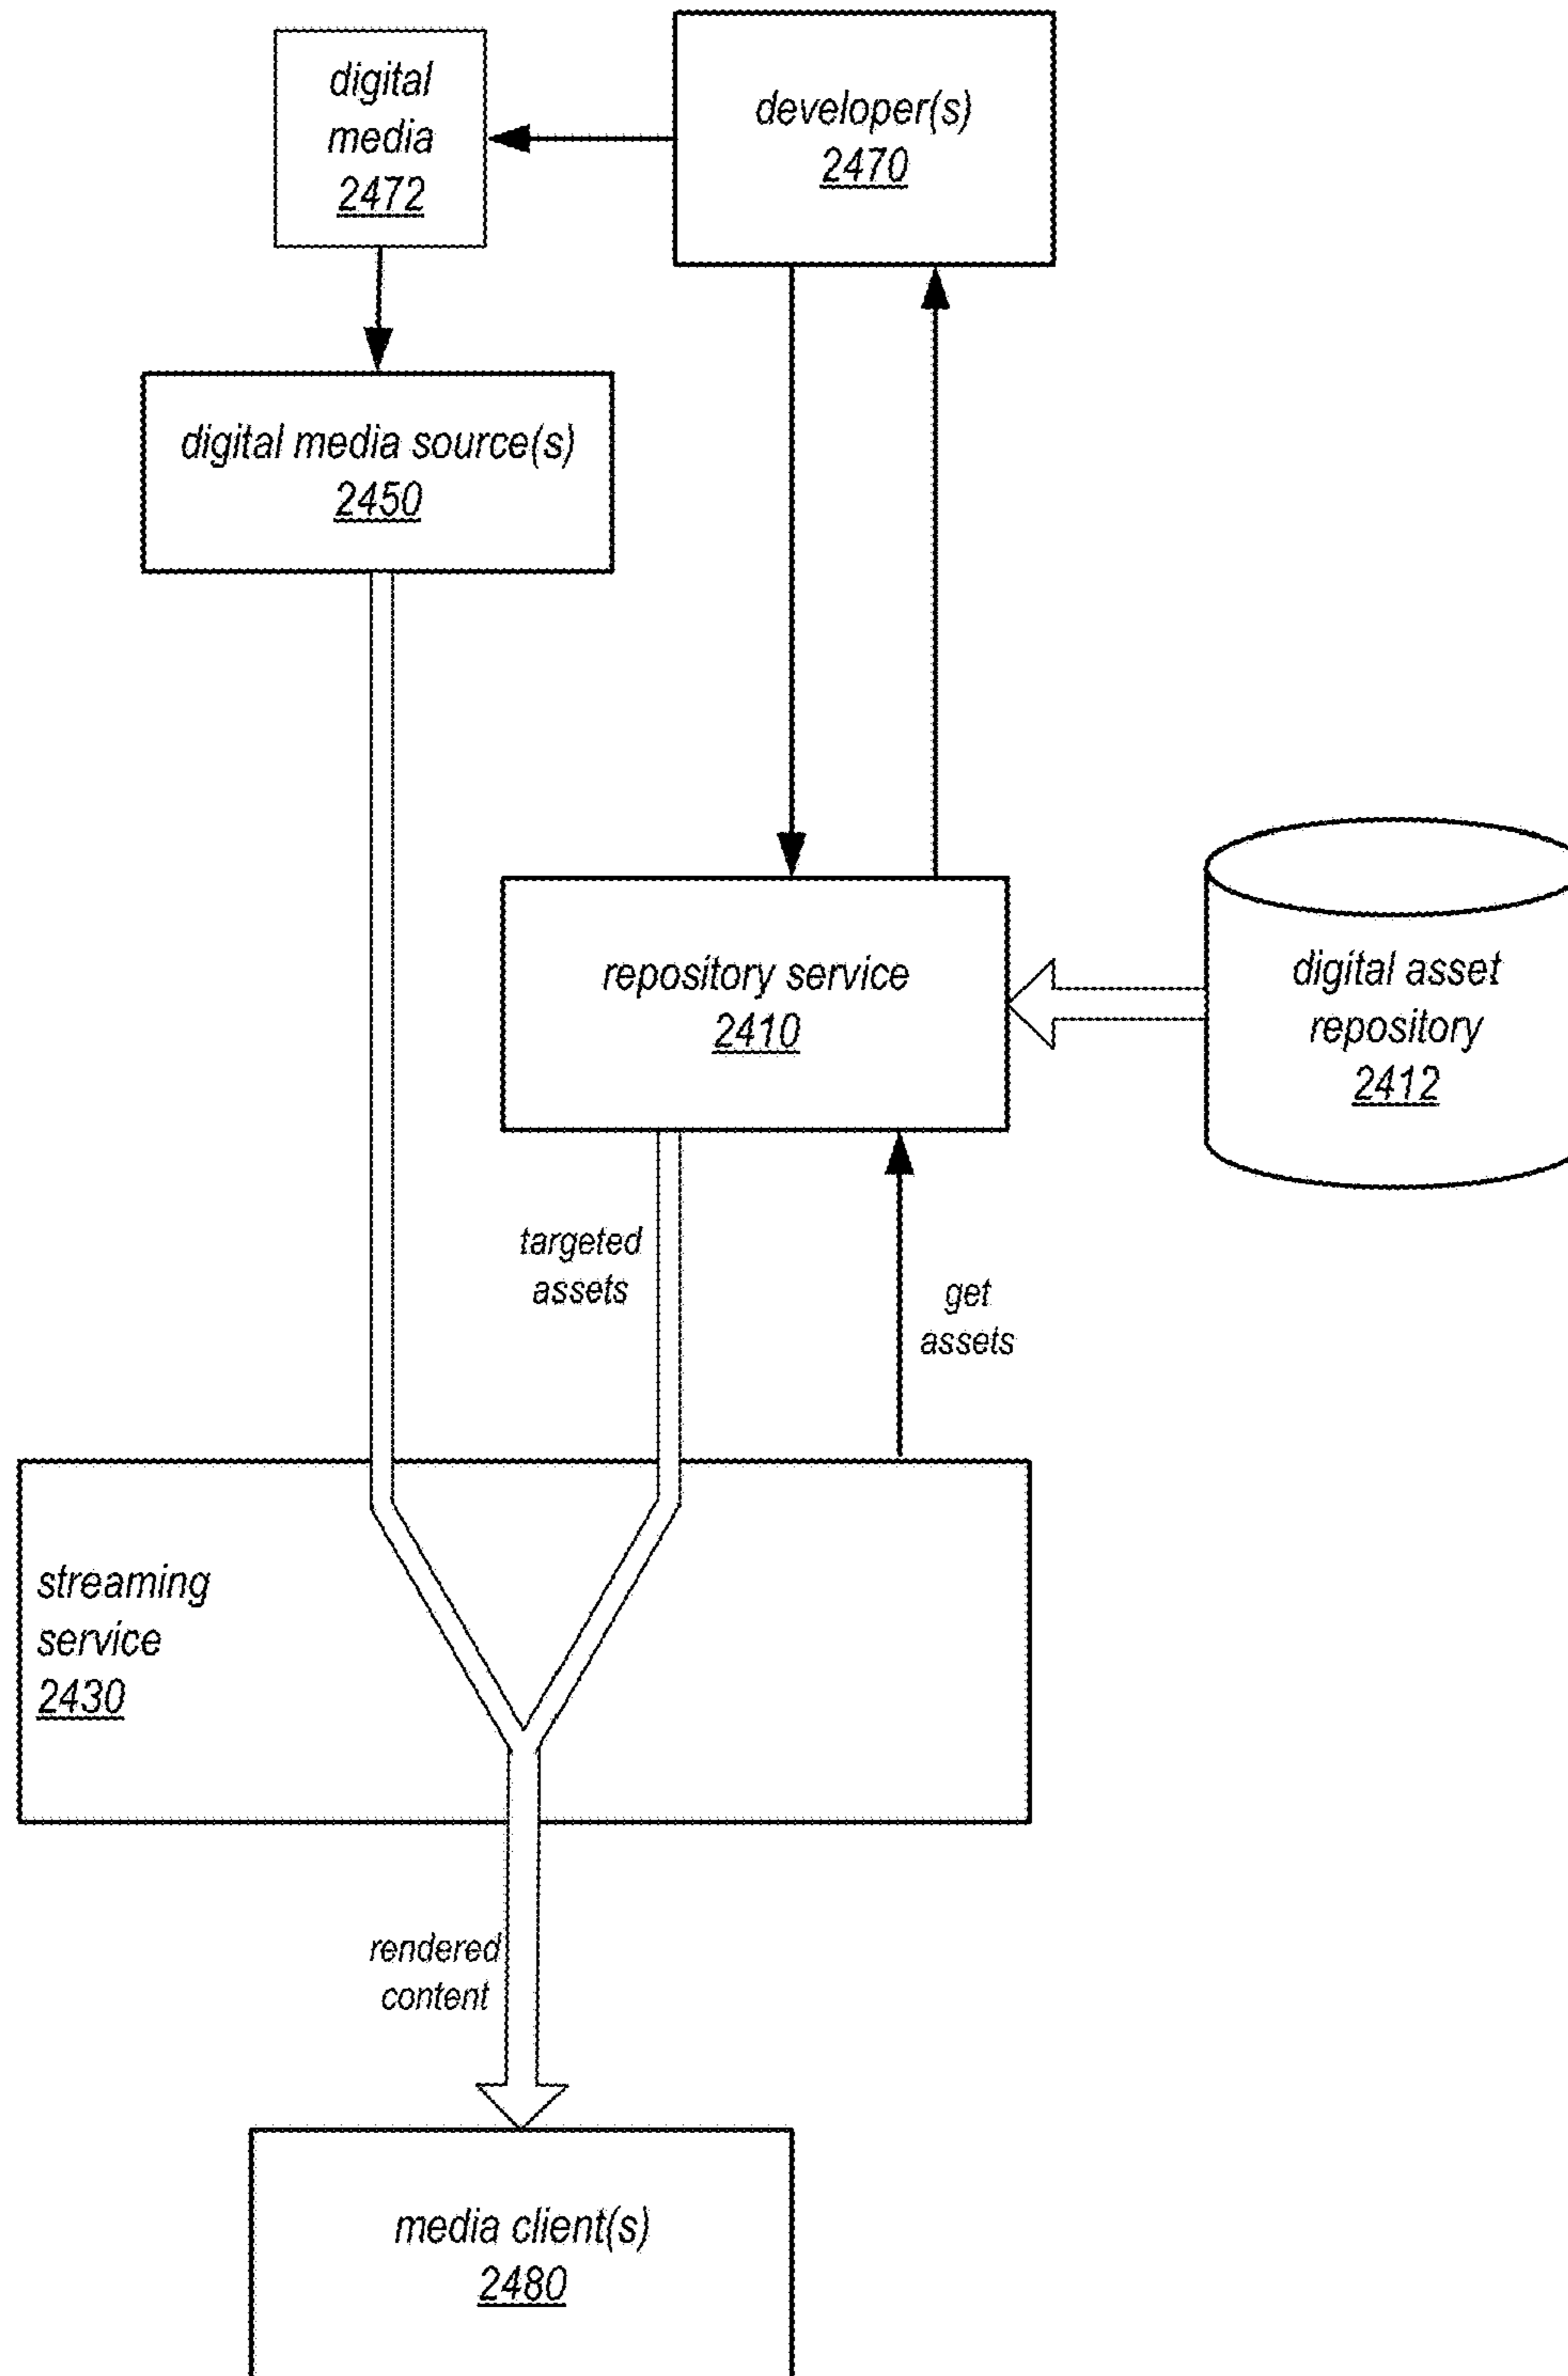 digital
media
2472
developer(s)
2470
digital media source(s)
2450
repository service
2410
digital asset
repository
2412
targeted
assets
get
assets
streaming
service
2430
rendered
content
media client(s)
2480